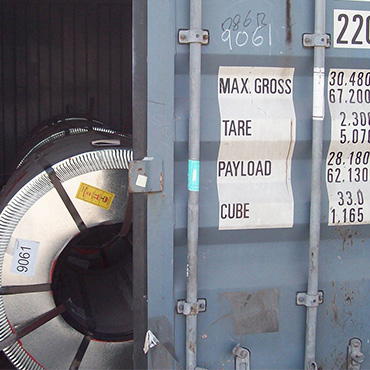 9061
220
MAX. GROSS
30.480
67.200
TARE
2.300
5.070
PAYLOAD
28.180
62.130
CUBE
33.0
1.165
9061